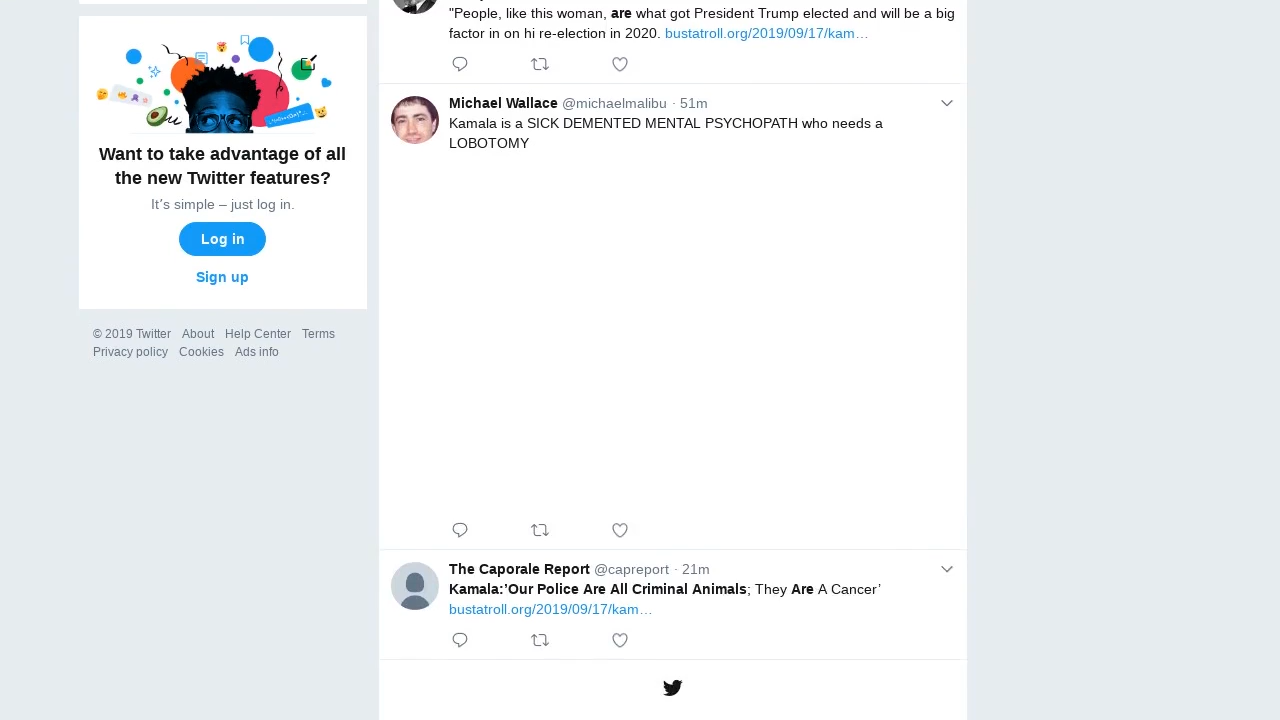 "People, like this woman, are what got President Trump elected and will be a big
factor in on hi re-election in 2020. bustatroll.org/2019/09/17/kam…
Michael Wallace @michaelmalibu · 51m
Kamala is a SICK DEMENTED MENTAL PSYCHOPATH who needs a
LOBOTOMY
The Caporale Report @capreport · 21m
Kamala:’Our Police Are All Criminal Animals; They Are A Cancer’
bustatroll.org/2019/09/17/kam…
Want to take advantage of all
the new Twitter features?
It’s simple – just log in.
Log in
Sign up
© 2019 Twitter About Help Center Terms
Privacy policy Cookies Ads info